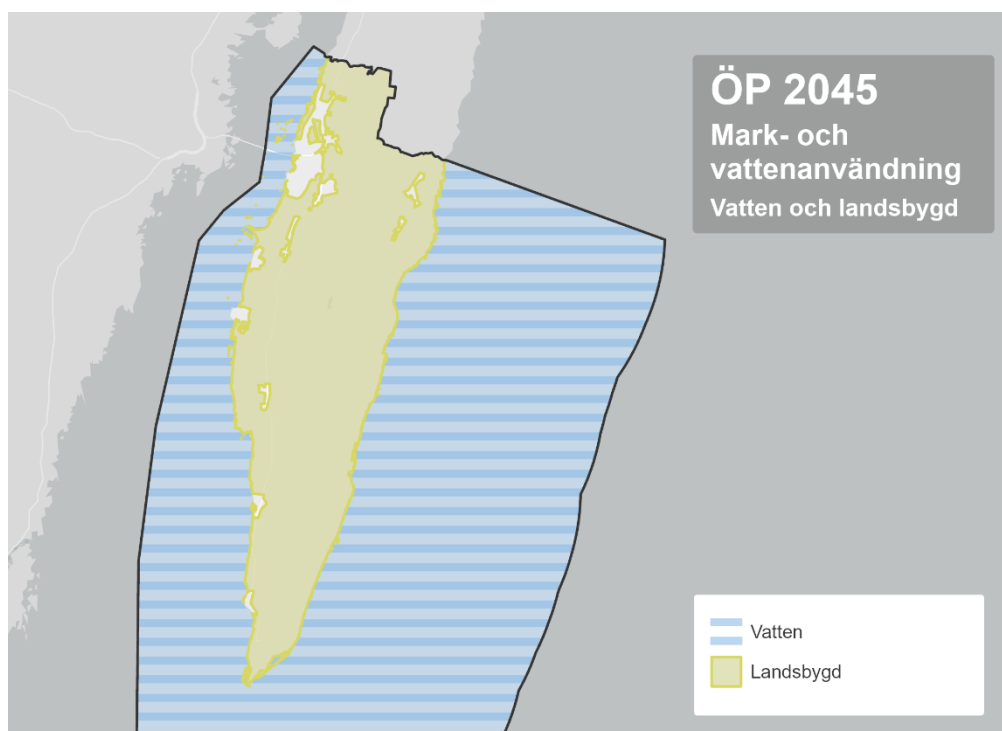 ÖP 2045
Mark- och
vattenanvändning
Vatten och landsbygd
Vatten
Landsbygd